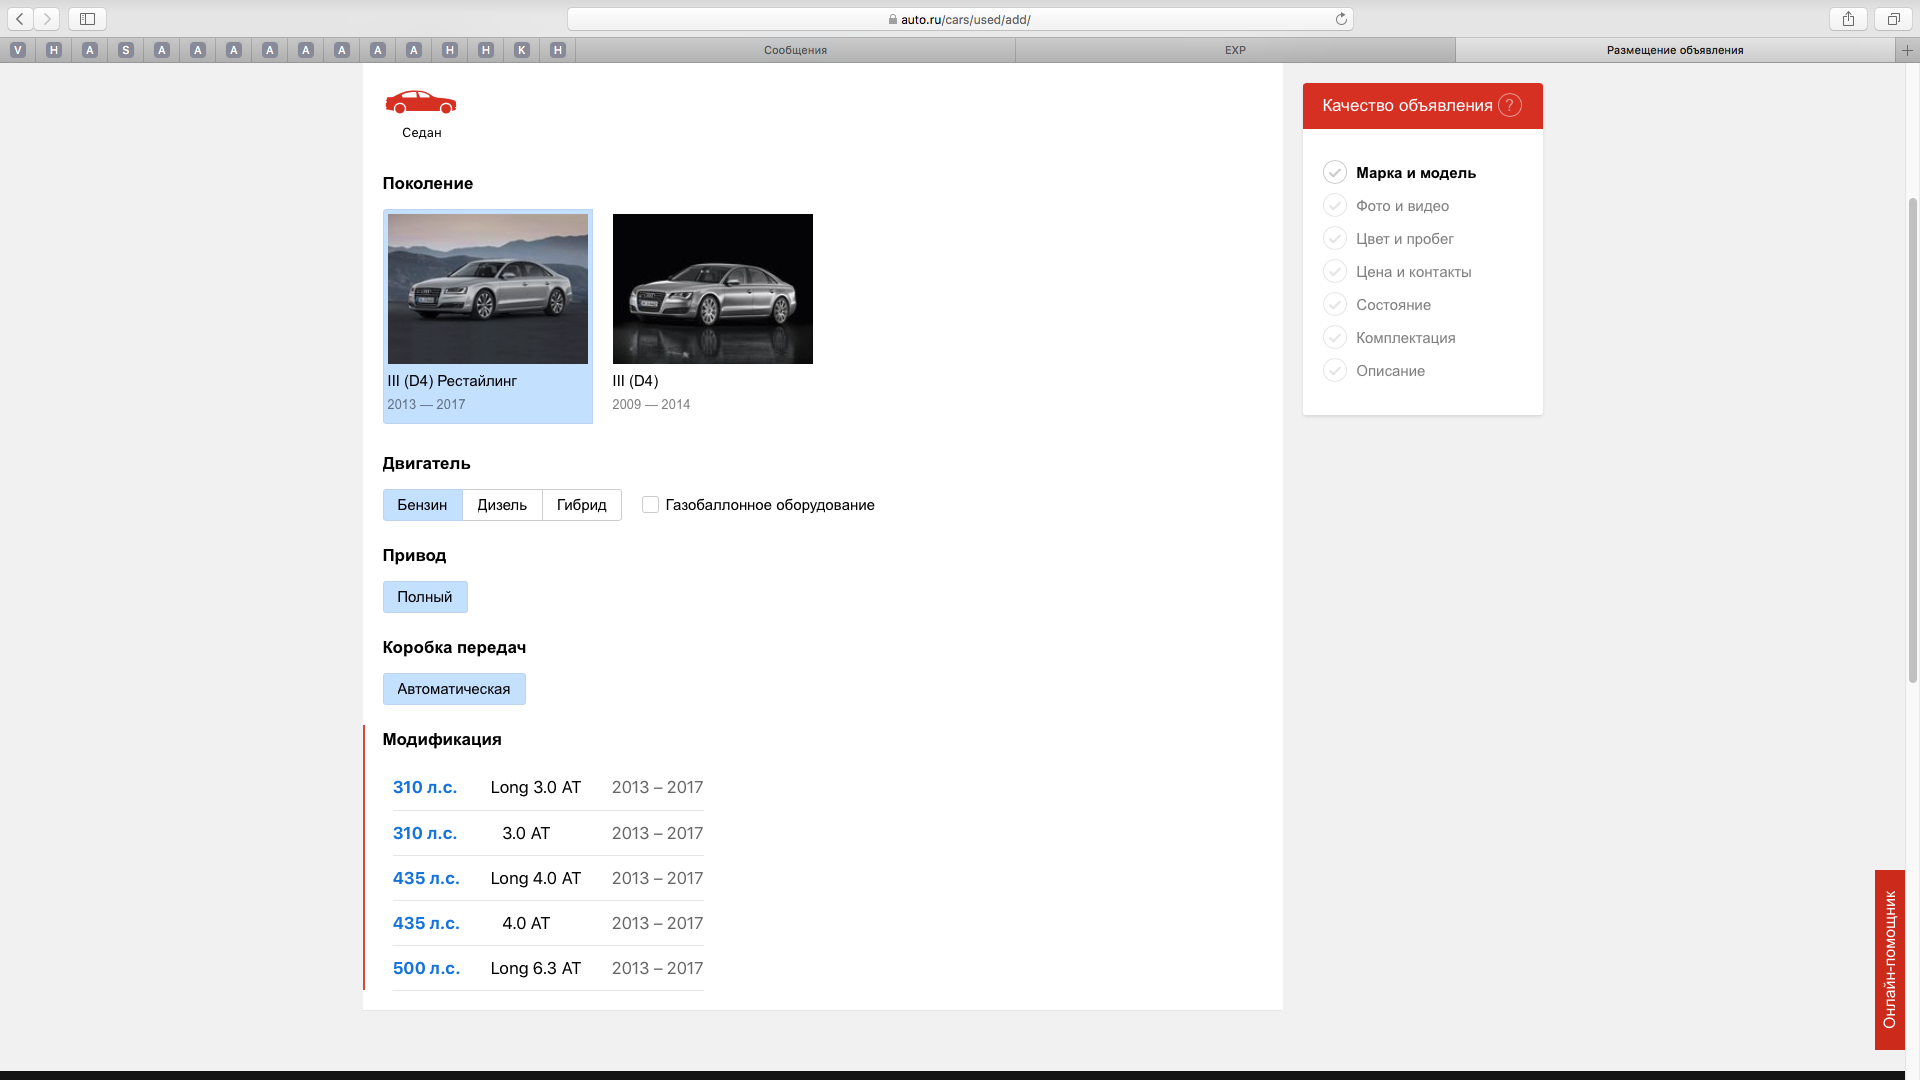 auto.ru/cars/used/add/
V H A S A A A A A A A A H H K H
Сообщения
EXP
Размещение объявления
Седан
Поколение
III (D4) Рестайлинг
2013 — 2017
III (D4)
2009 — 2014
Двигатель
Бензин Дизель Гибрид Газобаллонное оборудование
Привод
Полный
Коробка передач
Автоматическая
Модификация
310 л.с. Long 3.0 AT 2013 – 2017
310 л.с. 3.0 AT 2013 – 2017
435 л.с. Long 4.0 AT 2013 – 2017
435 л.с. 4.0 AT 2013 – 2017
500 л.с. Long 6.3 AT 2013 – 2017
Качество объявления ?
Марка и модель
Фото и видео
Цвет и пробег
Цена и контакты
Состояние
Комплектация
Описание
Онлайн-помощник